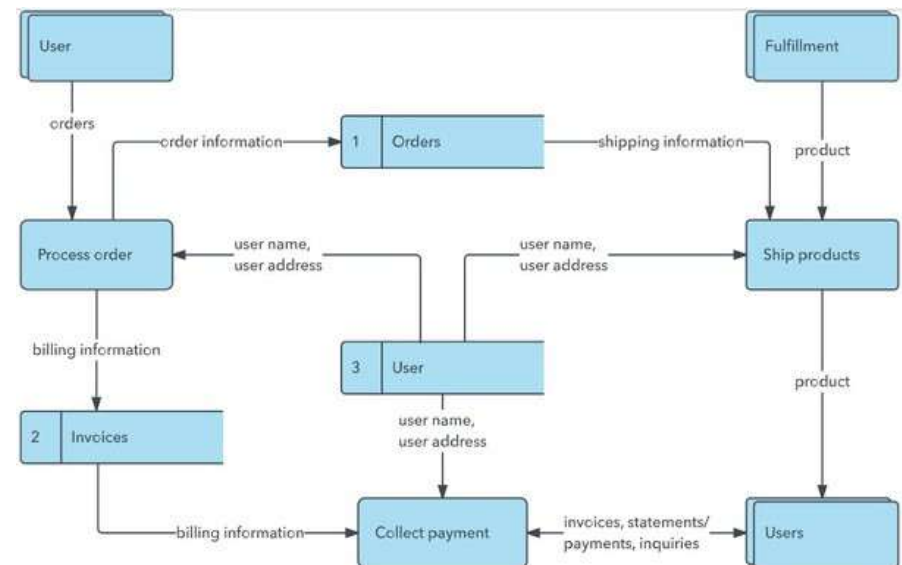 User
Fulfillment
orders
order information
1
Orders
shipping information
product
Process order
user name,
user address
user name,
user address
Ship products
billing information
3
User
product
2
Invoices
user name,
user address
billing information
Collect payment
invoices, statements/
payments, inquiries
Users